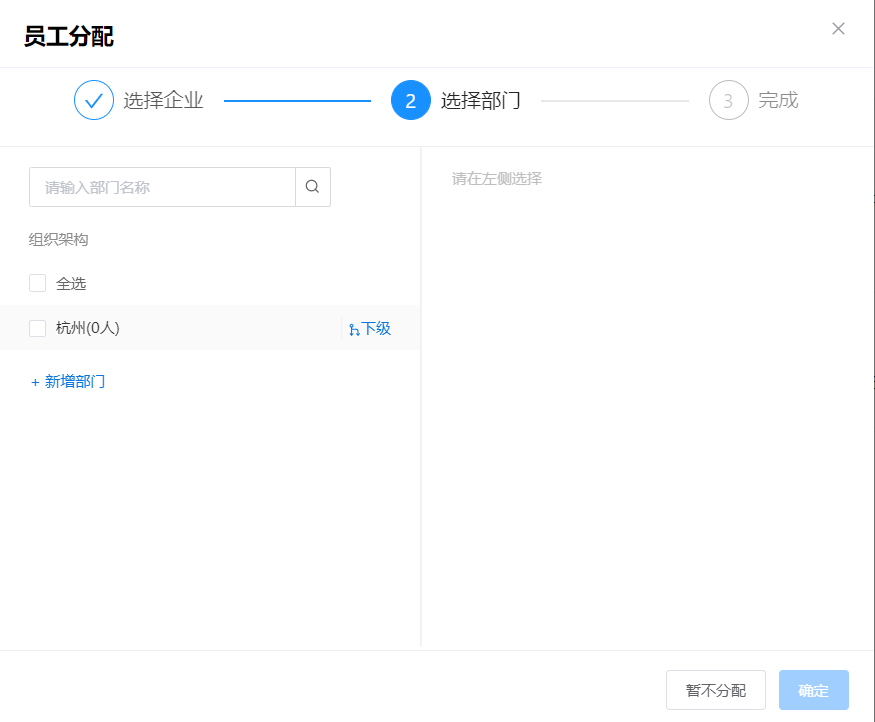 员工分配
选择企业
2 选择部门
3 完成
请输入部门名称
请在左侧选择
组织架构
全选
杭州(0人) 下级
+ 新增部门
暂不分配 确定